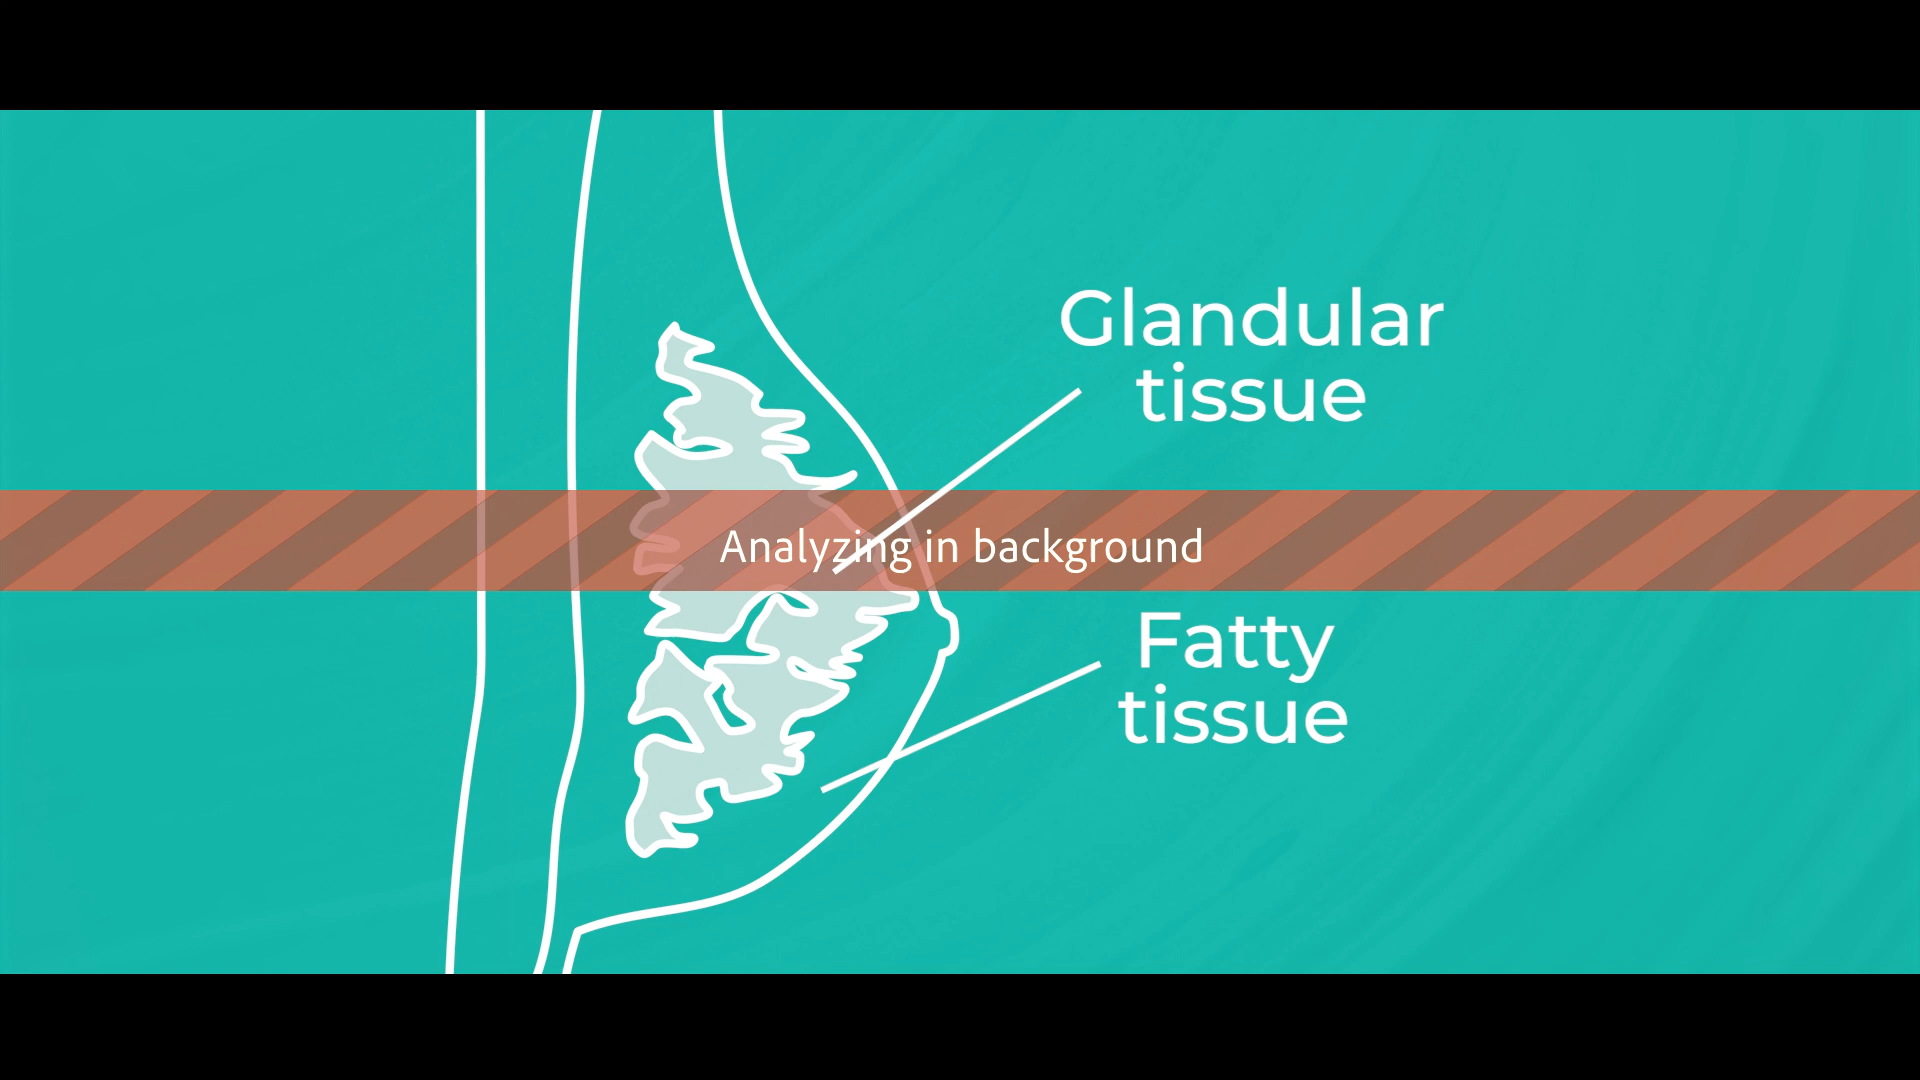 Glandular
tissue
Analyzing in background
Fatty
tissue